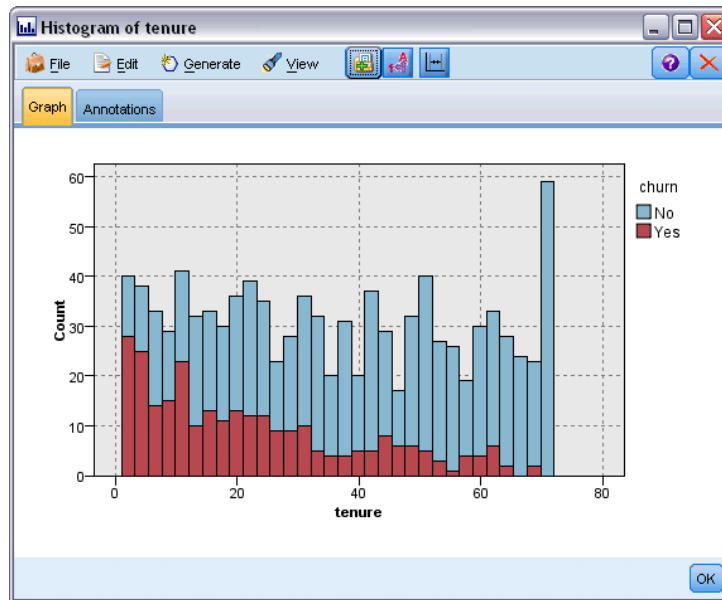 Histogram of tenure
File Edit Generate View
Graph Annotations
60
50
40
30
20
10
0
Count
0 20 40 60 80
tenure
churn
No
Yes
OK